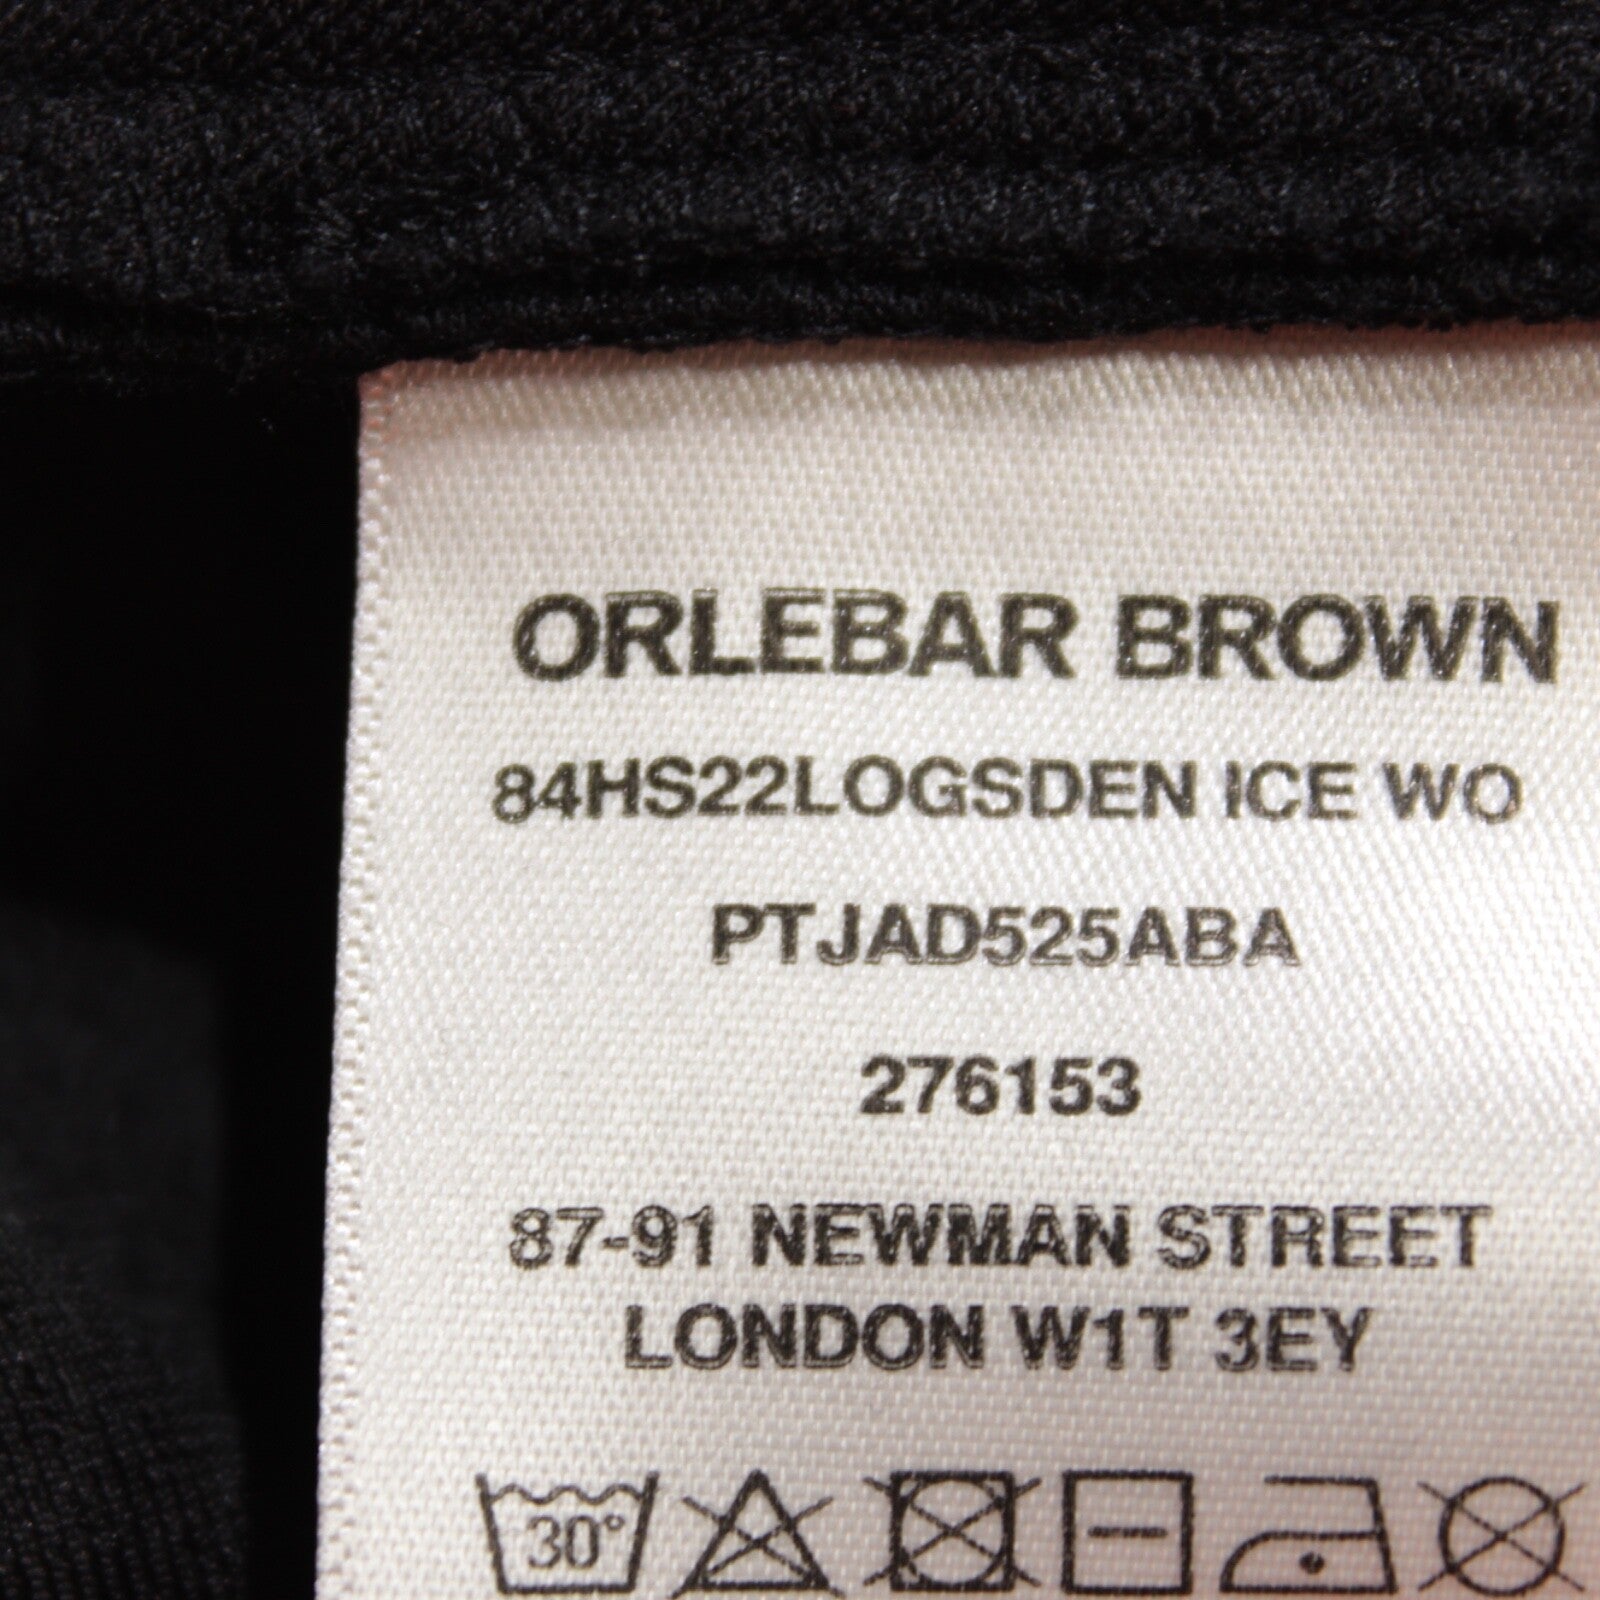 ORLEBAR BROWN
84HS22LOGSDEN ICE WO
PTJAD525ABA
276153
87-91 NEWMAN STREET
LONDON W1T 3EY
30°